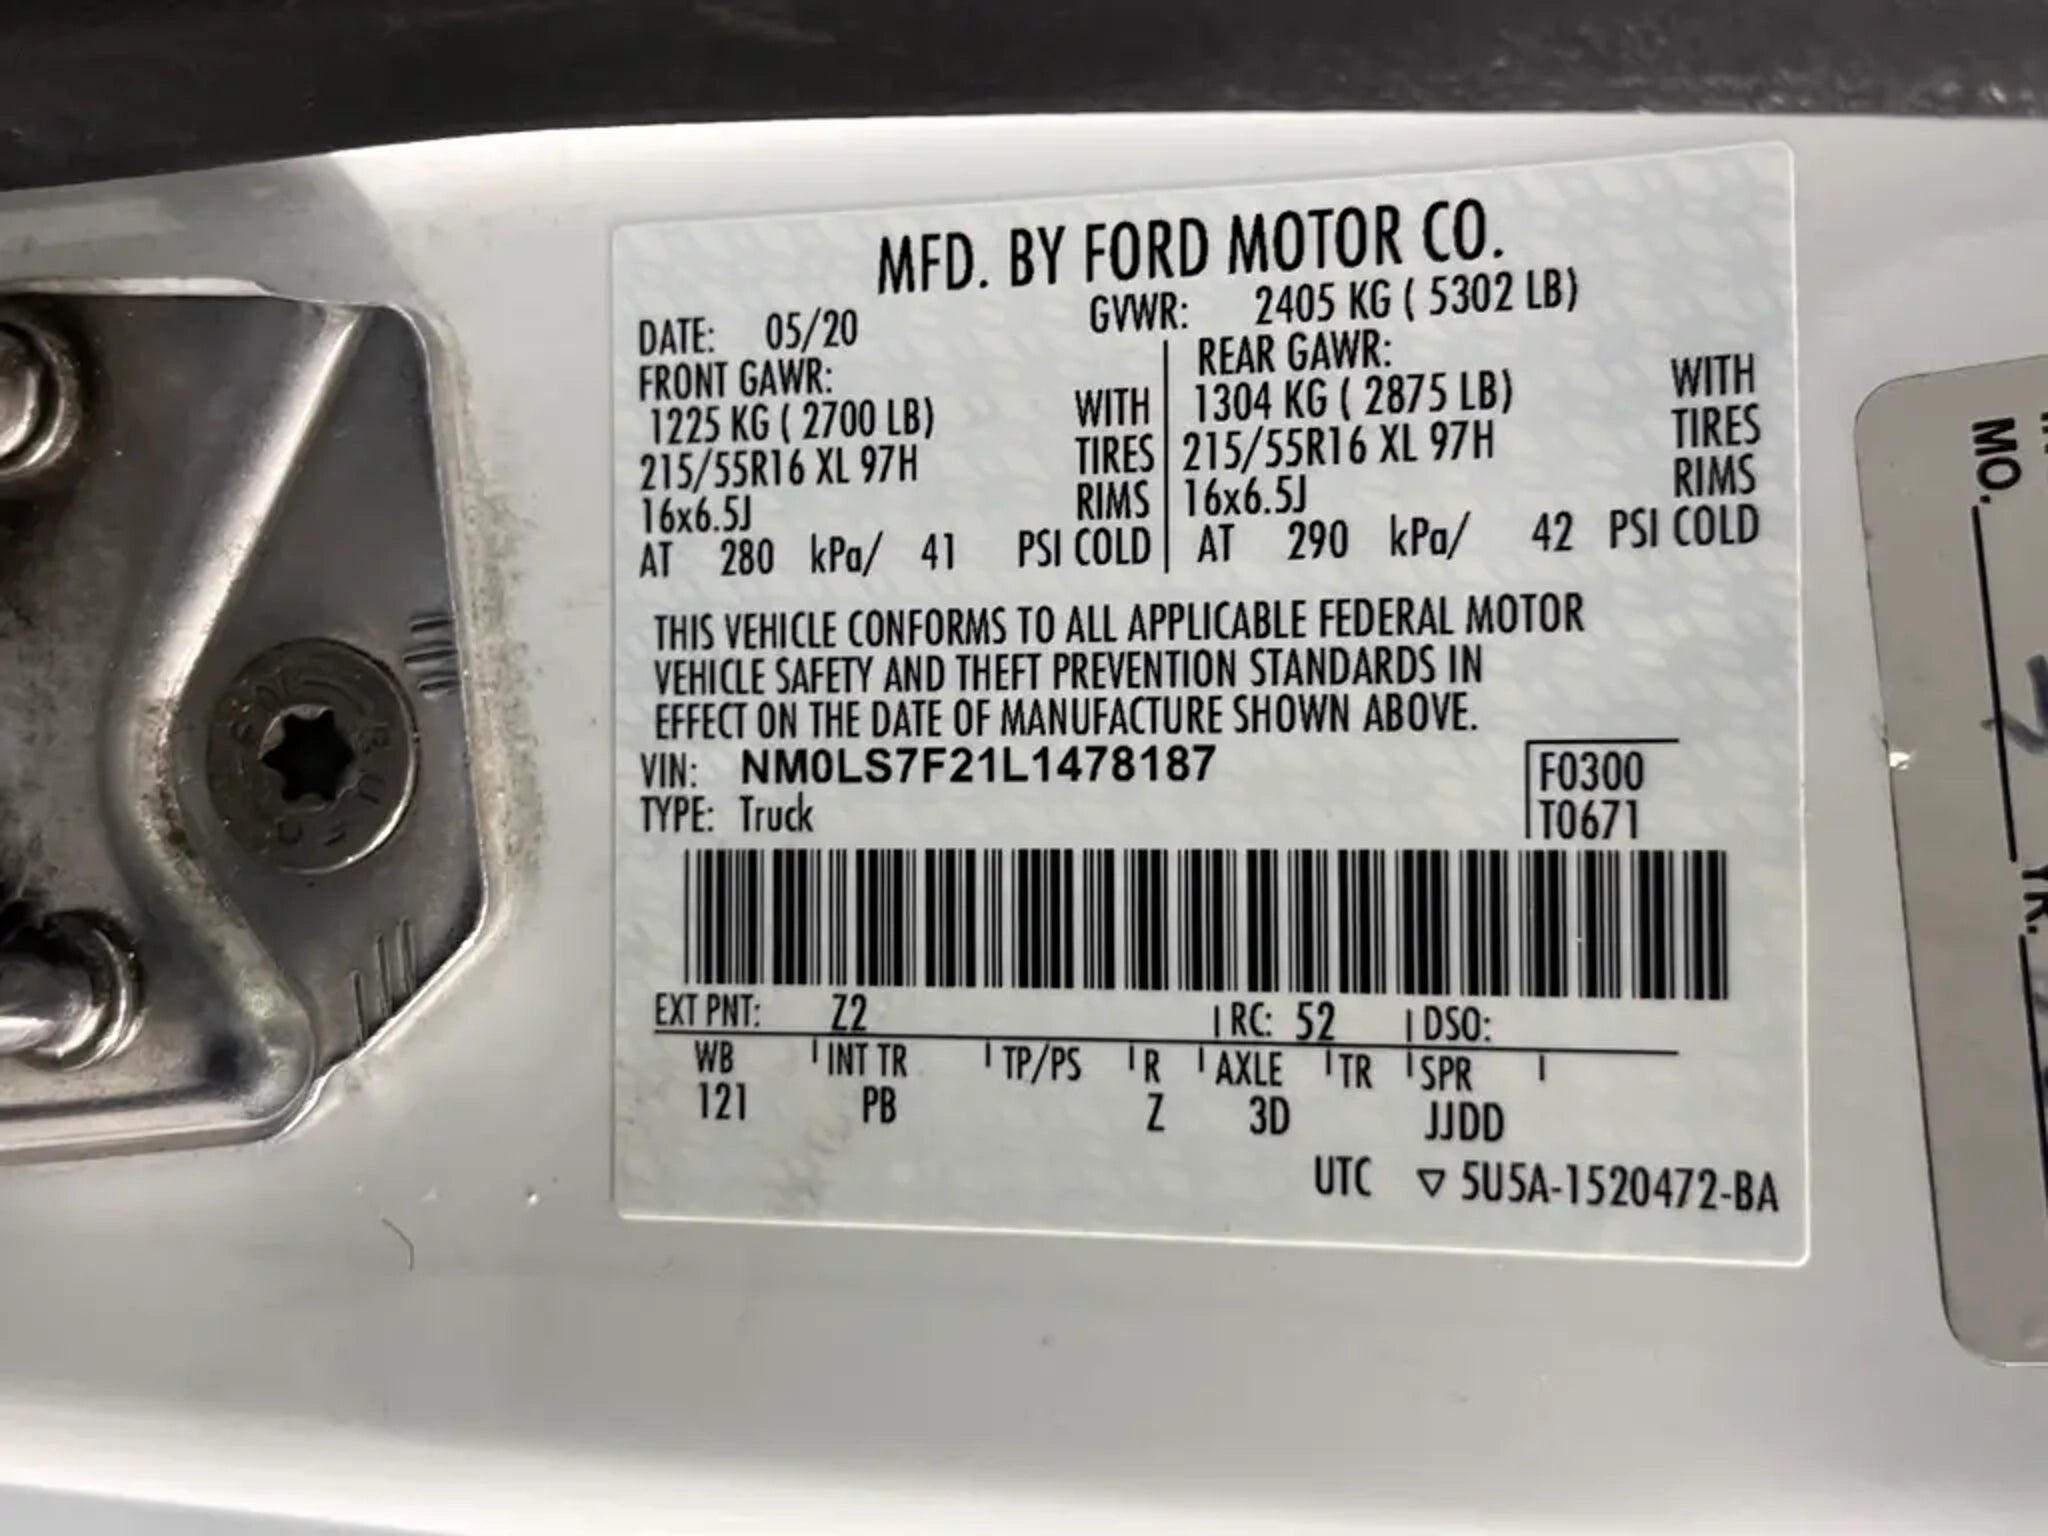 MFD. BY FORD MOTOR CO.
DATE: 05/20 GVWR: 2405 KG ( 5302 LB)
FRONT GAWR: REAR GAWR:
1225 KG ( 2700 LB) WITH 1304 KG ( 2875 LB) WITH
215/55R16 XL 97H TIRES 215/55R16 XL 97H TIRES
16x6.5J RIMS 16x6.5J RIMS
AT 280 kPa/ 41 PSI COLD AT 290 kPa/ 42 PSI COLD
THIS VEHICLE CONFORMS TO ALL APPLICABLE FEDERAL MOTOR
VEHICLE SAFETY AND THEFT PREVENTION STANDARDS IN
EFFECT ON THE DATE OF MANUFACTURE SHOWN ABOVE.
VIN: NM0LS7F21L1478187 F0300
TYPE: Truck T0671
EXT PNT: Z2 RC: 52 DSO:
WB INT TR TP/PS R AXLE TR SPR
121 PB Z 3D JJDD
UTC ▽ 5U5A-1520472-BA
MO.
YR.